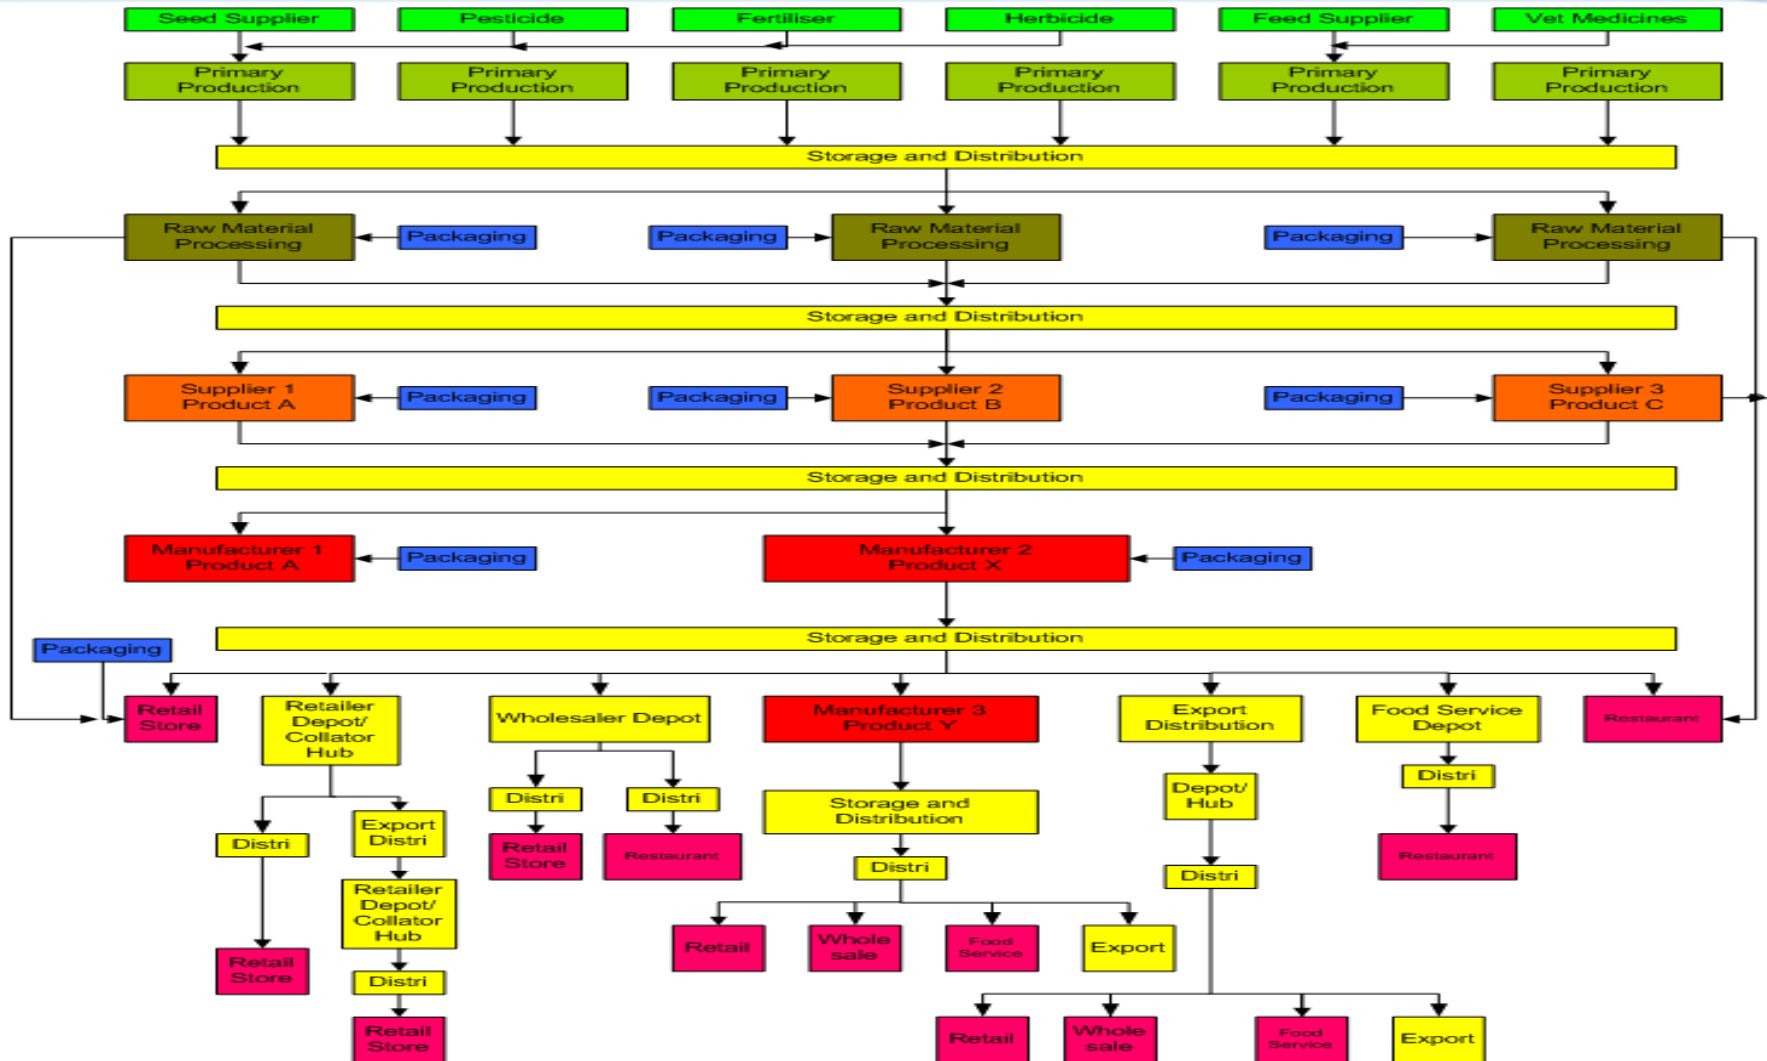 Seed Supplier
Pesticide
Fertiliser
Herbicide
Feed Supplier
Vet Medicines
Primary
Production
Primary
Production
Primary
Production
Primary
Production
Primary
Production
Primary
Production
Storage and Distribution
Raw Material
Processing
Packaging
Packaging
Raw Material
Processing
Packaging
Raw Material
Processing
Storage and Distribution
Supplier 1
Product A
Packaging
Packaging
Supplier 2
Product B
Packaging
Supplier 3
Product C
Storage and Distribution
Manufacturer 1
Product A
Packaging
Manufacturer 2
Product X
Packaging
Storage and Distribution
Packaging
Retail
Store
Retailer
Depot/
Collator
Hub
Wholesaler Depot
Manufacturer 3
Product Y
Export
Distribution
Food Service
Depot
Restaurant
Distri
Export
Distri
Retailer
Depot/
Collator
Hub
Retail
Store
Distri
Retail
Store
Distri
Distri
Retail
Store
Restaurant
Storage and
Distribution
Distri
Retail
Whole
sale
Food
Service
Export
Depot/
Hub
Distri
Retail
Whole
sale
Food
Service
Export
Distri
Restaurant